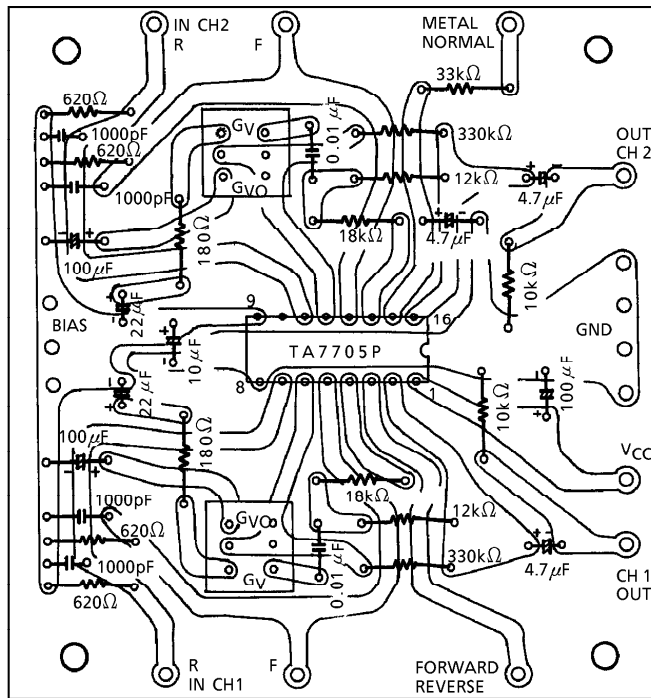 IN CH2
R
F
METAL
NORMAL
33kΩ
620Ω
1000pF
620Ω
GV
0.01 μF
330kΩ
OUT
CH 2
12kΩ
1000pF
GVO
4.7μF
18kΩ
4.7μF
180Ω
100μF
10kΩ
BIAS
22μF
9
16
GND
10μF
TA7705P
22μF
8
1
10kΩ
100μF
100μF
180Ω
VCC
18kΩ
1000pF
GVO
12kΩ
620Ω
1000pF
GV
0.01μF
330kΩ
4.7μF
CH 1
OUT
620Ω
R
F
IN CH1
FORWARD
REVERSE